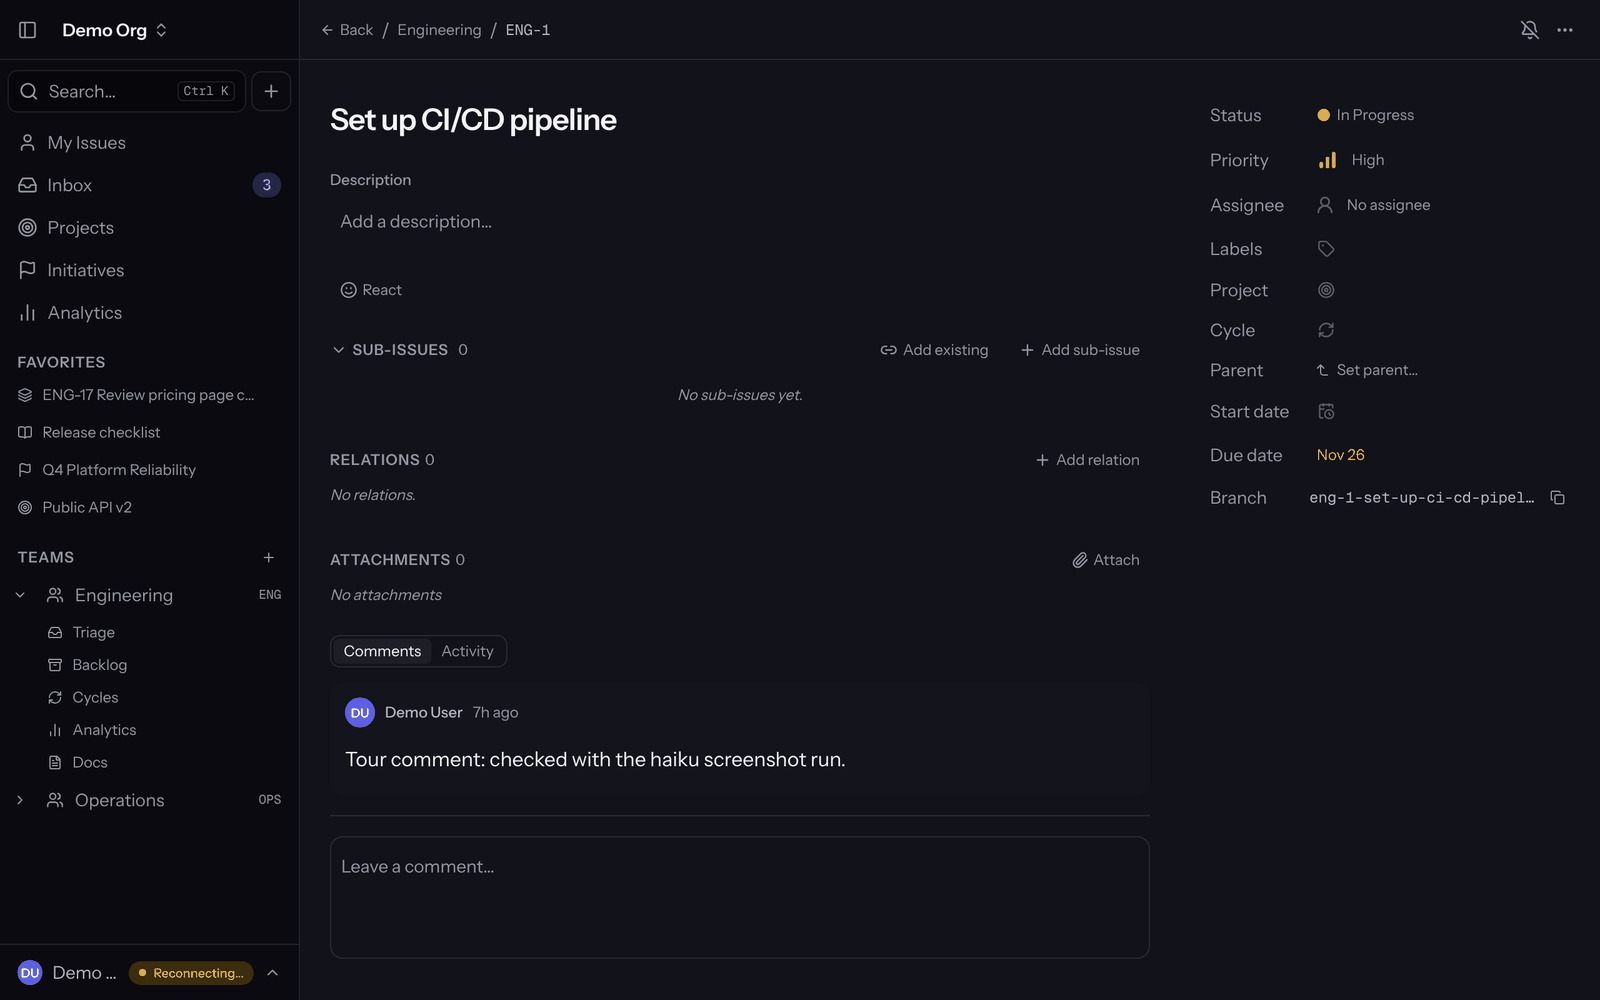 Demo Org
Search...
Ctrl K
My Issues
Inbox
3
Projects
Initiatives
Analytics
FAVORITES
ENG-17 Review pricing page c...
Release checklist
Q4 Platform Reliability
Public API v2
TEAMS
Engineering
ENG
Triage
Backlog
Cycles
Analytics
Docs
Operations
OPS
DU
Demo ...
Reconnecting...
Back / Engineering / ENG-1
Set up CI/CD pipeline
Description
Add a description...
React
SUB-ISSUES 0
Add existing
Add sub-issue
No sub-issues yet.
RELATIONS 0
Add relation
No relations.
ATTACHMENTS 0
Attach
No attachments
Comments
Activity
DU
Demo User 7h ago
Tour comment: checked with the haiku screenshot run.
Leave a comment...
Status
In Progress
Priority
High
Assignee
No assignee
Labels
Project
Cycle
Parent
Set parent...
Start date
Due date
Nov 26
Branch
eng-1-set-up-ci-cd-pipel...